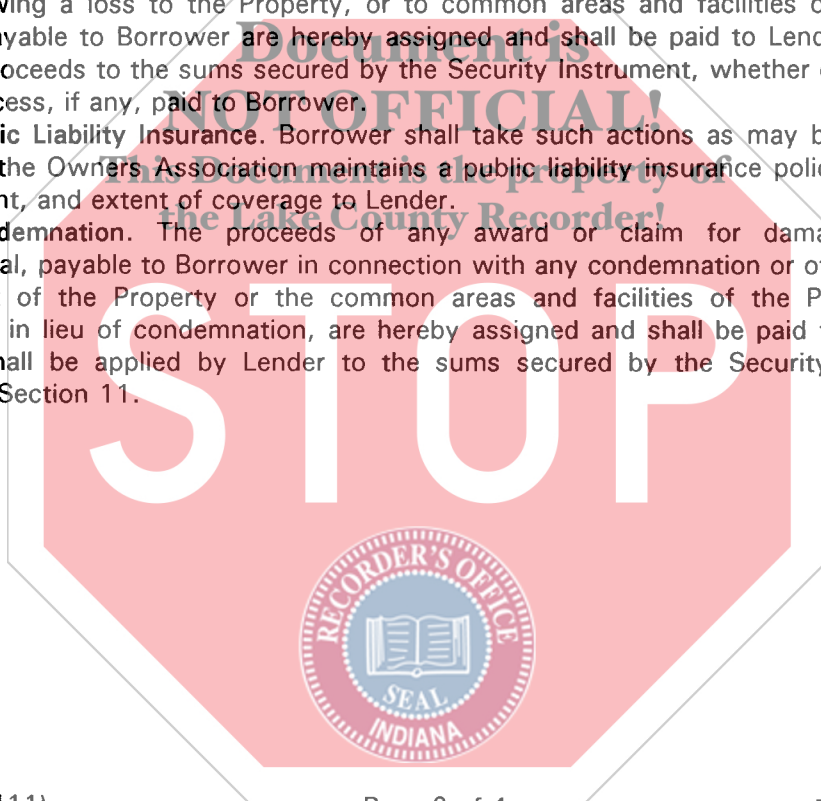 ving a loss to the Property, or to common areas and facilities o
yable to Borrower are hereby assigned and shall be paid to Lend
oceeds to the sums secured by the Security Instrument, whether
cess, if any, paid to Borrower.
ic Liability Insurance. Borrower shall take such actions as may b
the Owners Association maintains a public liability insurance polic
nt, and extent of coverage to Lender.
demnation. The proceeds of any award or claim for dama
al, payable to Borrower in connection with any condemnation or ot
of the Property or the common areas and facilities of the P
in lieu of condemnation, are hereby assigned and shall be paid
hall be applied by Lender to the sums secured by the Security
Section 11.
Document is
NOT OFFICIAL!
This Document is the property of
the Lake County Recorder!
STOP
RECORDER'S OFFICE
SEAL
INDIANA